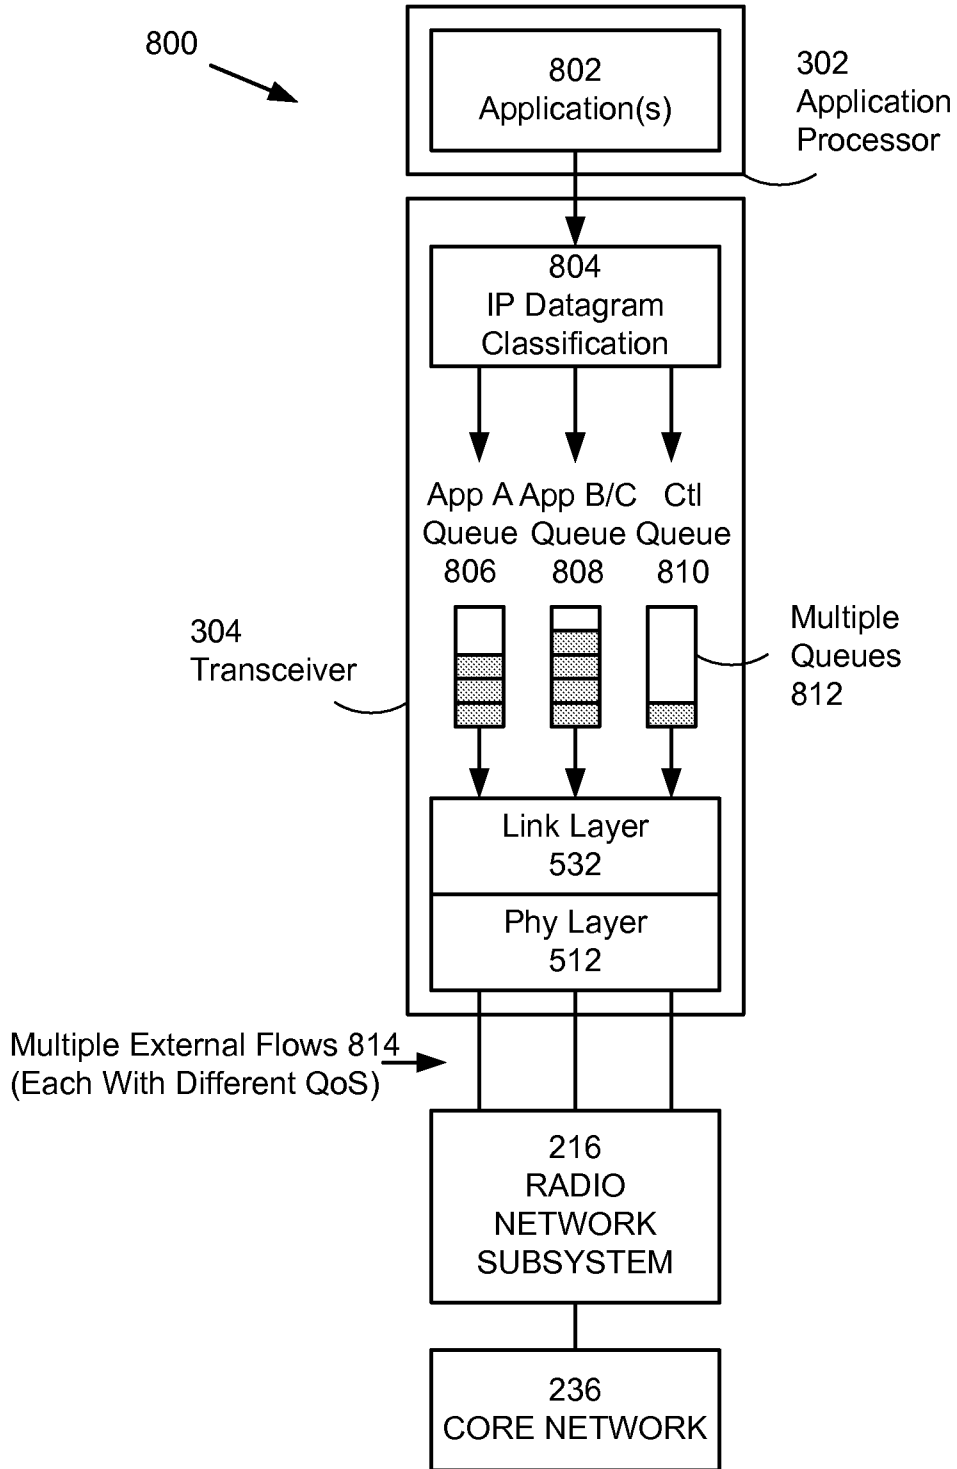 800
802
Application(s)
302
Application
Processor
804
IP Datagram
Classification
App A
Queue
806
App B/C
Queue
808
Ctl
Queue
810
304
Transceiver
Multiple
Queues
812
Link Layer
532
Phy Layer
512
Multiple External Flows 814
(Each With Different QoS)
216
RADIO
NETWORK
SUBSYSTEM
236
CORE NETWORK